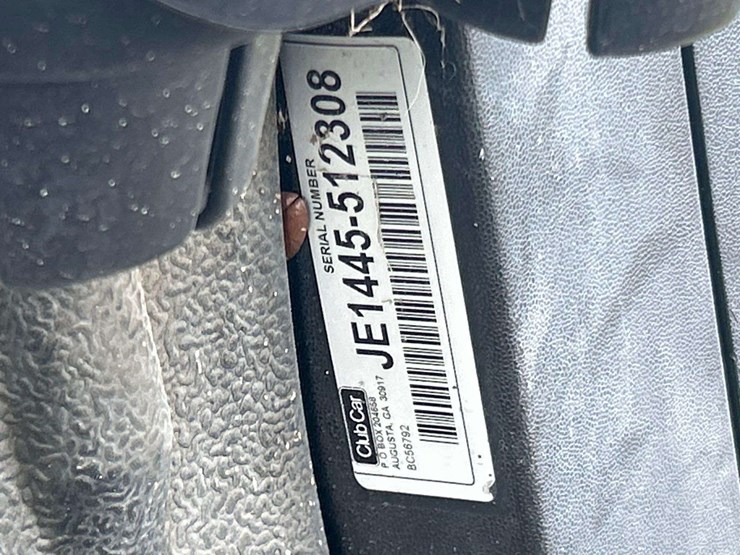 SERIAL NUMBER
JE1445-512308
Club Car
P O BOX 204658
AUGUSTA, GA 30917
BC56792